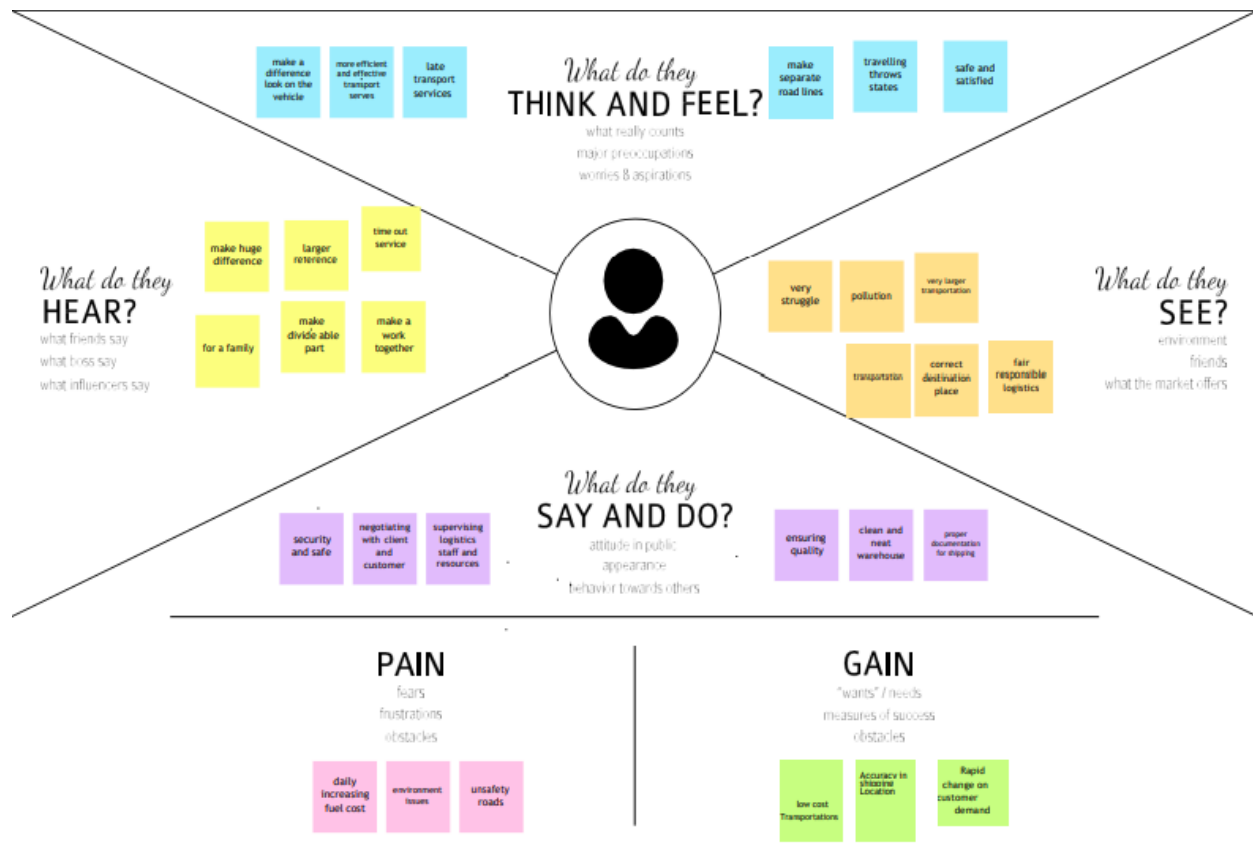 make a
difference
look on the
vehicle
more efficient
and effective
transport
serves
late
transport
services
What do they
THINK AND FEEL?
what really counts
major preoccupations
worries & aspirations
make
separate
road lines
travelling
throws
states
safe and
satisfied
What do they
HEAR?
what friends say
what boss say
what influencers say
make huge
difference
larger
reference
time out
service
for a family
make
divide able
part
make a
work
together
very
struggle
pollution
very larger
transportation
transportation
correct
destination
place
fair
responsible
logistics
What do they
SEE?
environment
friends
what the market offers
What do they
SAY AND DO?
attitude in public
appearance
behavior towards others
security
and safe
negotiating
with client
and
customer
supervising
logistics
staff and
resources
ensuring
quality
clean and
neat
warehouse
proper
documentation
for shipping
PAIN
fears
frustrations
obstacles
daily
increasing
fuel cost
environment
issues
unsafety
roads
GAIN
"wants" / needs
measures of success
obstacles
low cost
Transportations
Accuracy in
shipping
Location
Rapid
change on
customer
demand